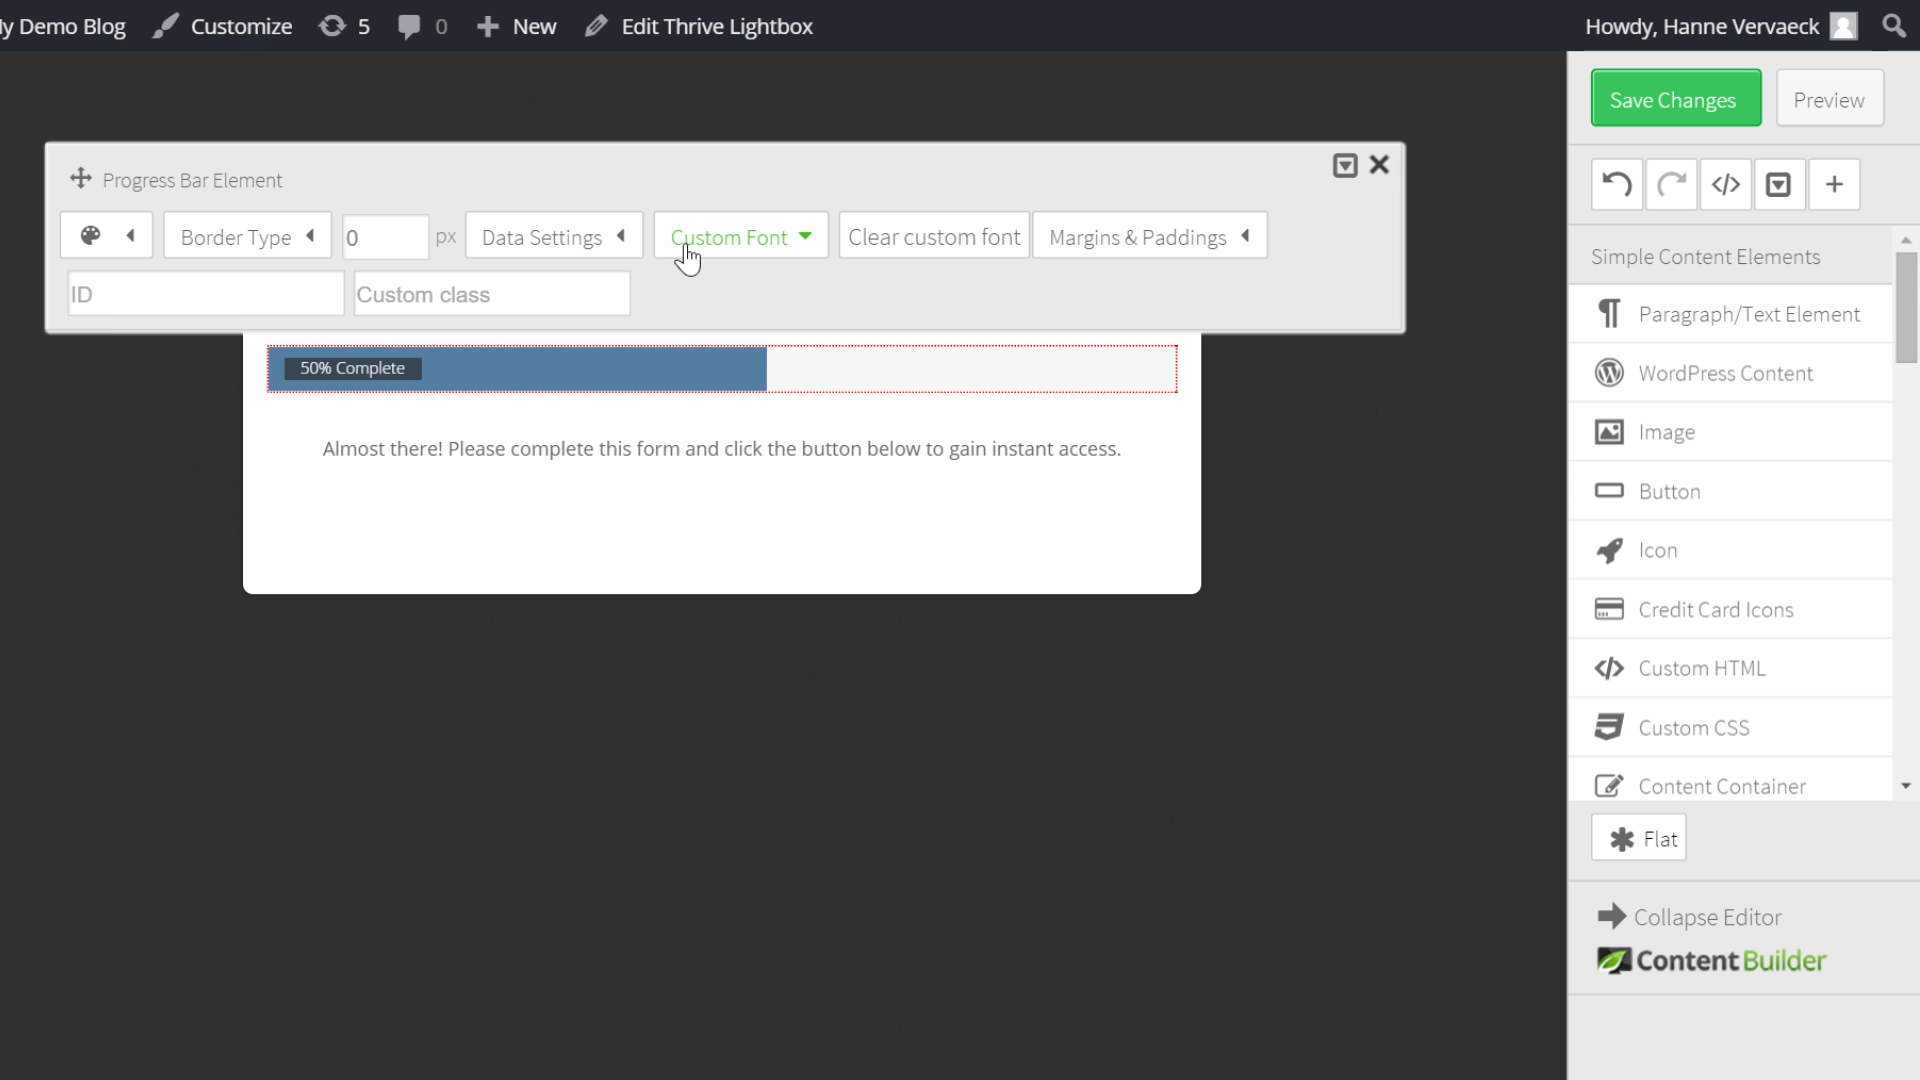 My Demo Blog Customize 5 0 New Edit Thrive Lightbox Howdy, Hanne Vervaeck
Save Changes Preview
Progress Bar Element
Border Type 0 px Data Settings Custom Font Clear custom font Margins & Paddings
ID Custom class
50% Complete
Almost there! Please complete this form and click the button below to gain instant access.
Simple Content Elements
Paragraph/Text Element
WordPress Content
Image
Button
Icon
Credit Card Icons
Custom HTML
Custom CSS
Content Container
Flat
Collapse Editor
Content Builder